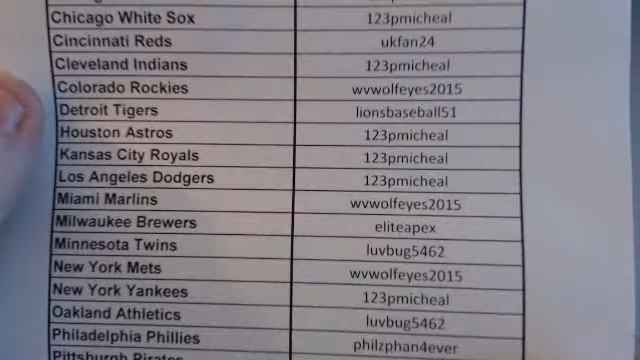 Chicago White Sox 123pmicheal
Cincinnati Reds ukfan24
Cleveland Indians 123pmicheal
Colorado Rockies wvwolfeyes2015
Detroit Tigers lionsbaseball51
Houston Astros 123pmicheal
Kansas City Royals 123pmicheal
Los Angeles Dodgers 123pmicheal
Miami Marlins wvwolfeyes2015
Milwaukee Brewers eliteapex
Minnesota Twins luvbug5462
New York Mets wvwolfeyes2015
New York Yankees 123pmicheal
Oakland Athletics luvbug5462
Philadelphia Phillies philzphan4ever
Pittsburgh Pirates